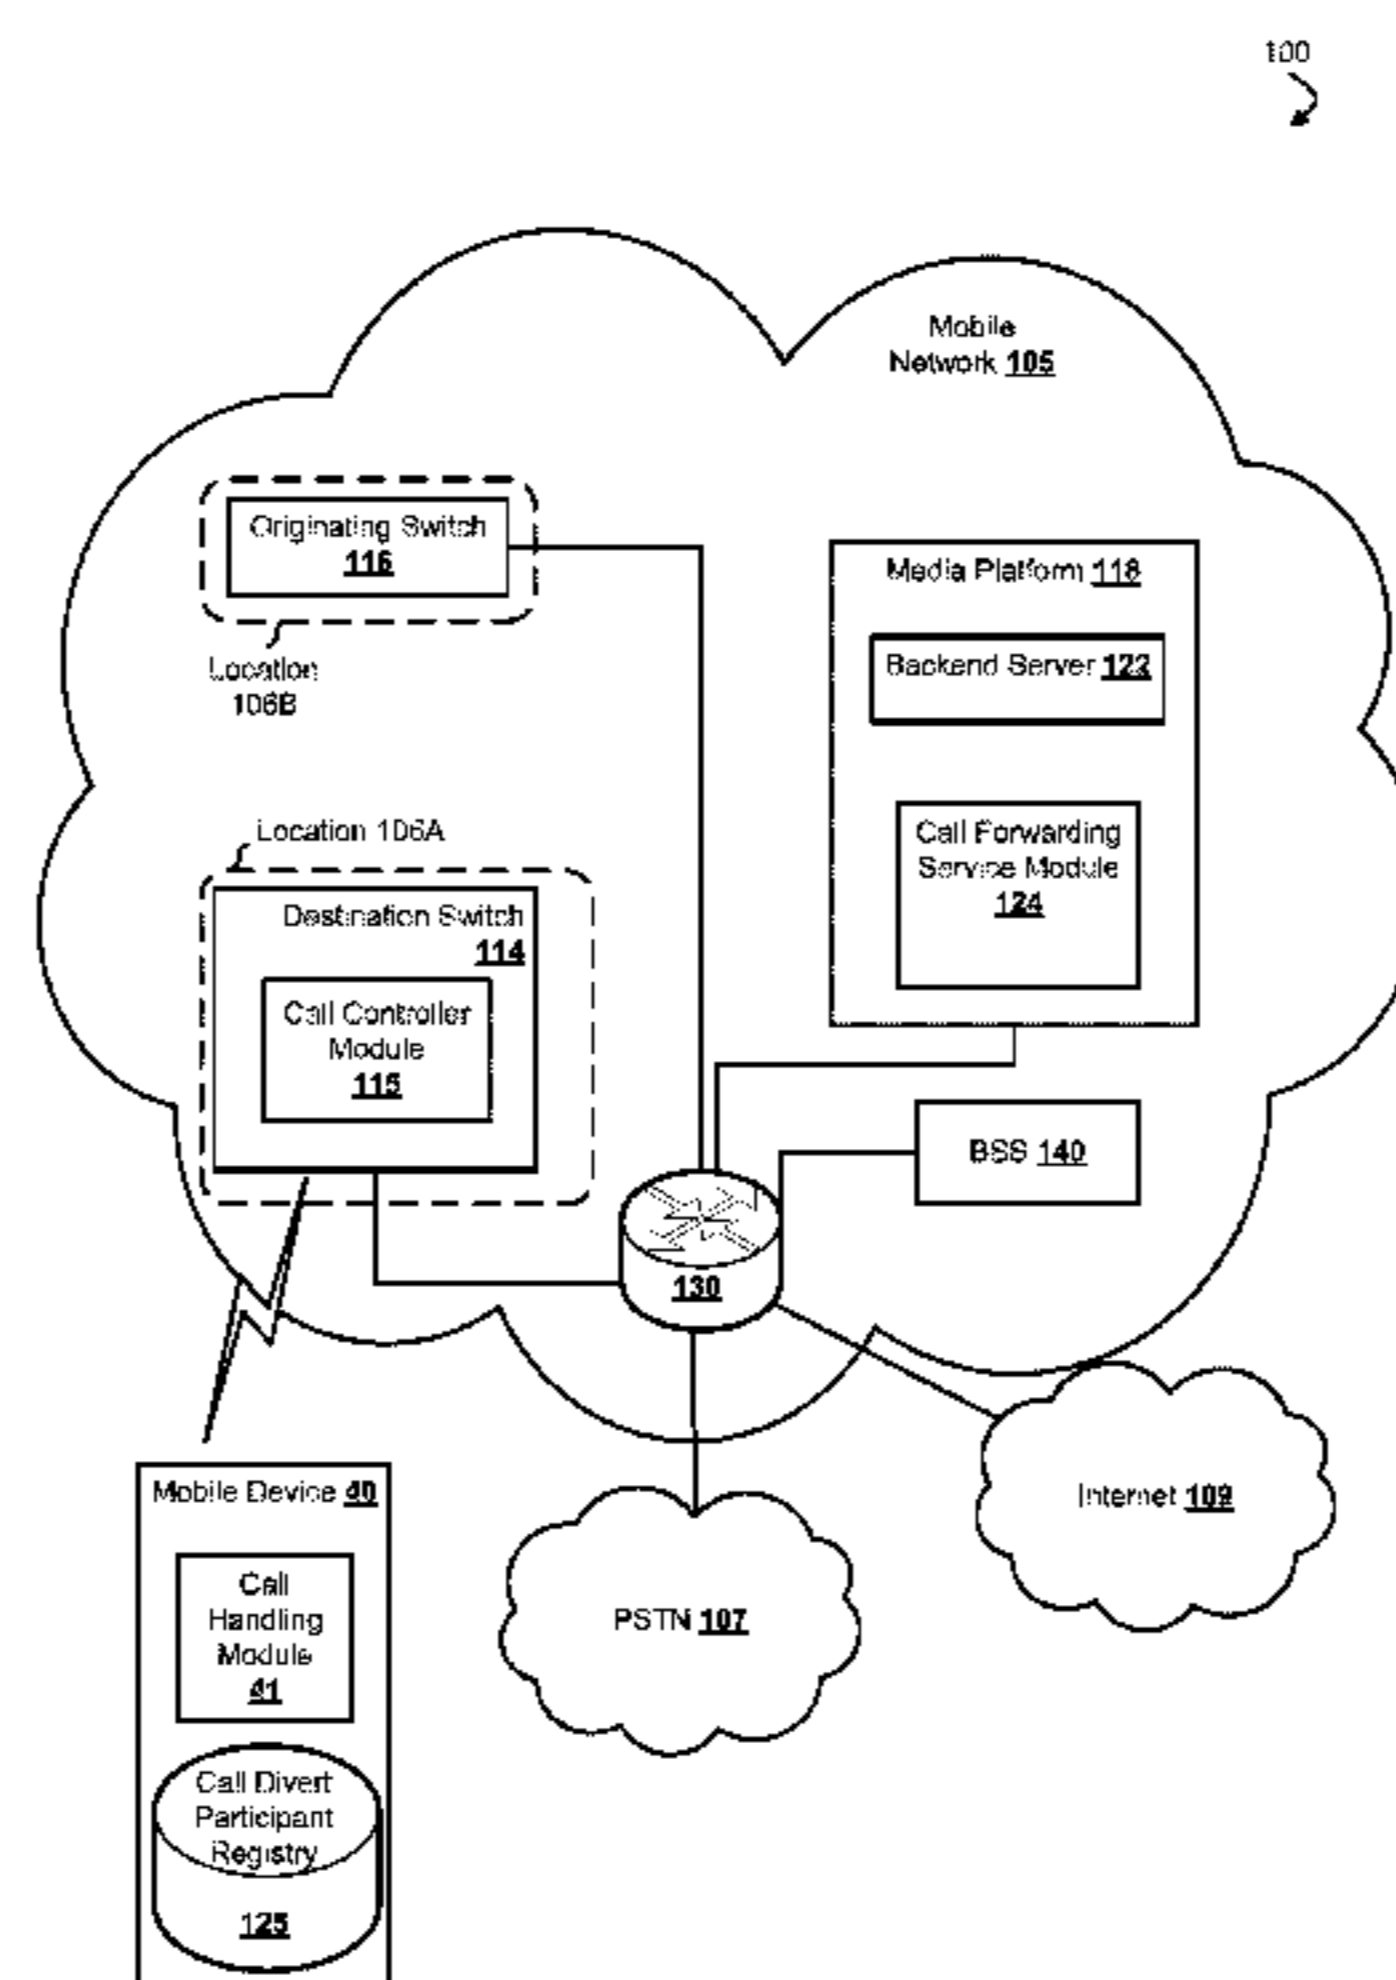 100
Mobile
Network 105
Originating Switch
116
Location
106B
Media Platform 118
Backend Server 122
Call Forwarding
Service Module
124
Location 106A
Destination Switch
114
Call Controller
Module
115
BSS 140
130
Mobile Device 40
Call
Handling
Module
41
Call Divert
Participant
Registry
125
PSTN 107
Internet 109